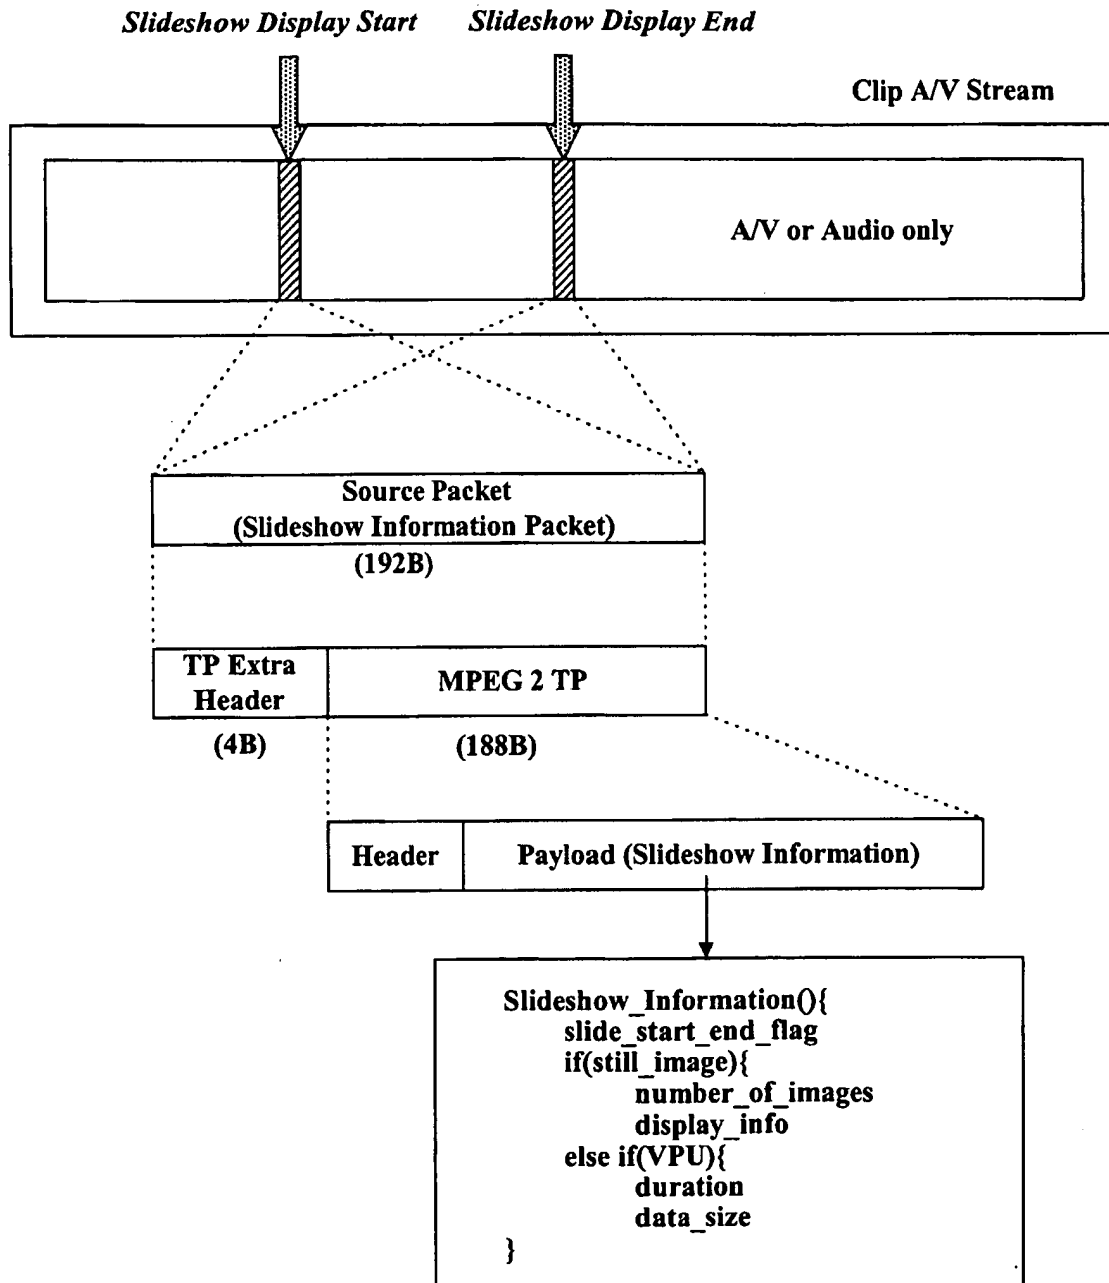 Slideshow Display Start
Slideshow Display End
Clip A/V Stream
A/V or Audio only
Source Packet
(Slideshow Information Packet)
(192B)
TP Extra
Header
MPEG 2 TP
(4B)
(188B)
Header
Payload (Slideshow Information)
Slideshow_Information(){
slide_start_end_flag
if(still_image){
number_of_images
display_info
else if(VPU){
duration
data_size
}